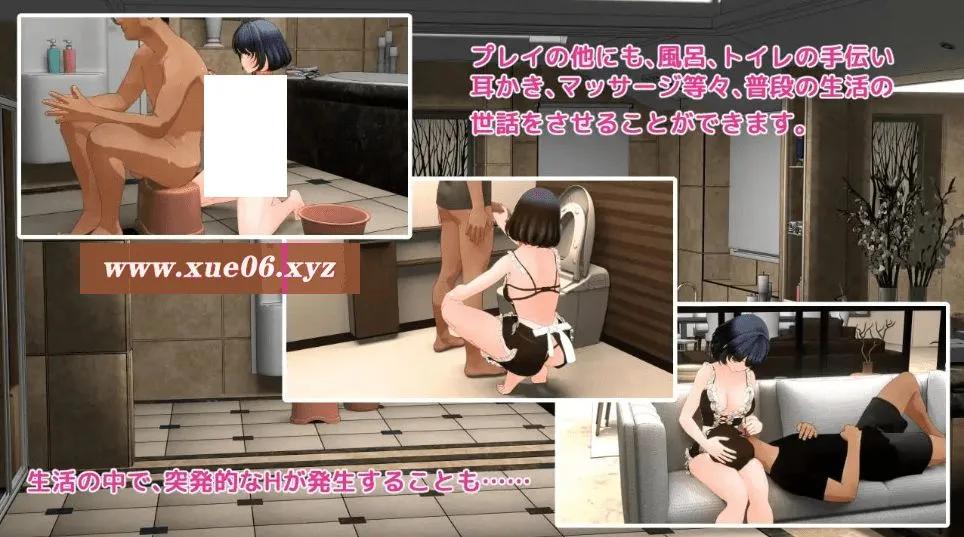 プレイの他にも、風呂、トイレの手伝い
耳かき、マッサージ等々、普段の生活の
世話をさせることができます。
www.xue06.xyz
生活の中で、突発的なHが発生することも……